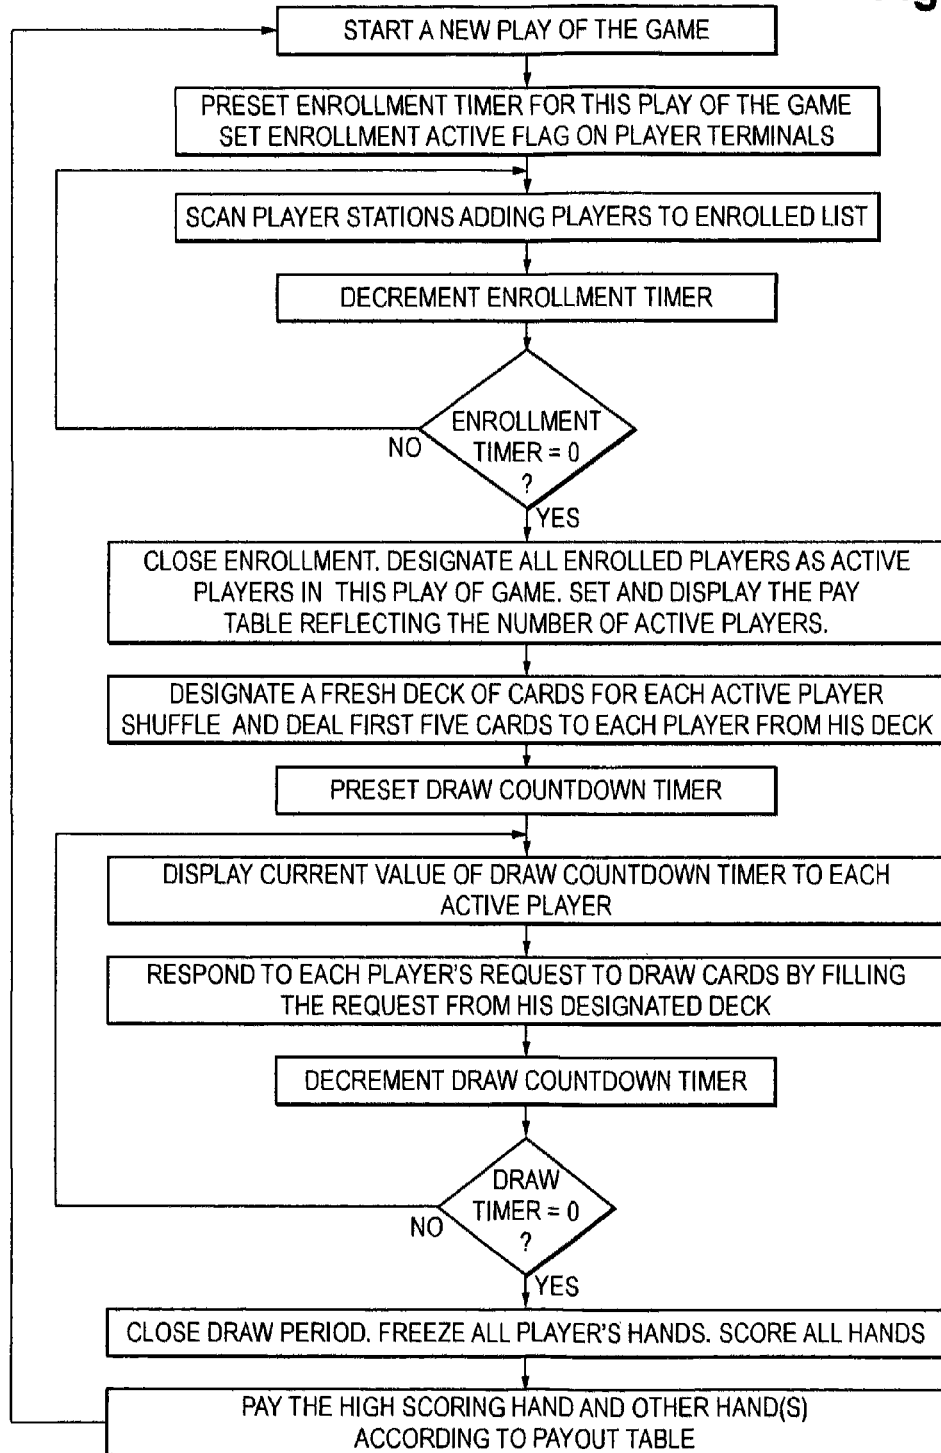 START A NEW PLAY OF THE GAME
PRESET ENROLLMENT TIMER FOR THIS PLAY OF THE GAME
SET ENROLLMENT ACTIVE FLAG ON PLAYER TERMINALS
SCAN PLAYER STATIONS ADDING PLAYERS TO ENROLLED LIST
DECREMENT ENROLLMENT TIMER
ENROLLMENT
TIMER = 0
?
NO
YES
CLOSE ENROLLMENT. DESIGNATE ALL ENROLLED PLAYERS AS ACTIVE
PLAYERS IN THIS PLAY OF GAME. SET AND DISPLAY THE PAY
TABLE REFLECTING THE NUMBER OF ACTIVE PLAYERS.
DESIGNATE A FRESH DECK OF CARDS FOR EACH ACTIVE PLAYER
SHUFFLE AND DEAL FIRST FIVE CARDS TO EACH PLAYER FROM HIS DECK
PRESET DRAW COUNTDOWN TIMER
DISPLAY CURRENT VALUE OF DRAW COUNTDOWN TIMER TO EACH
ACTIVE PLAYER
RESPOND TO EACH PLAYER'S REQUEST TO DRAW CARDS BY FILLING
THE REQUEST FROM HIS DESIGNATED DECK
DECREMENT DRAW COUNTDOWN TIMER
DRAW
TIMER = 0
?
NO
YES
CLOSE DRAW PERIOD. FREEZE ALL PLAYER'S HANDS. SCORE ALL HANDS
PAY THE HIGH SCORING HAND AND OTHER HAND(S)
ACCORDING TO PAYOUT TABLE